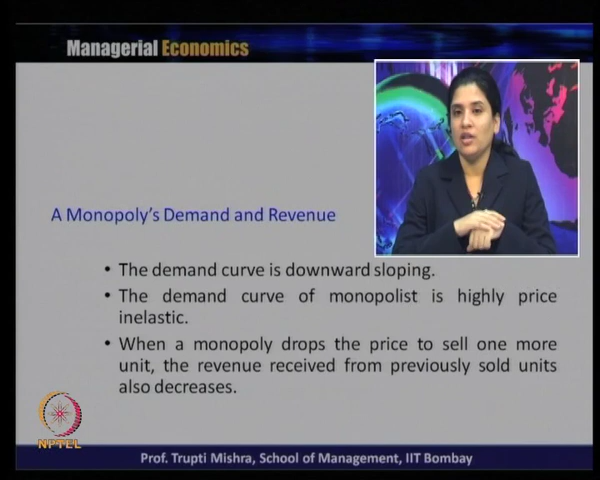 Managerial Economics
A Monopoly's Demand and Revenue
• The demand curve is downward sloping.
• The demand curve of monopolist is highly price
inelastic.
• When a monopoly drops the price to sell one more
unit, the revenue received from previously sold units
also decreases.
NPTEL
Prof. Trupti Mishra, School of Management, IIT Bombay